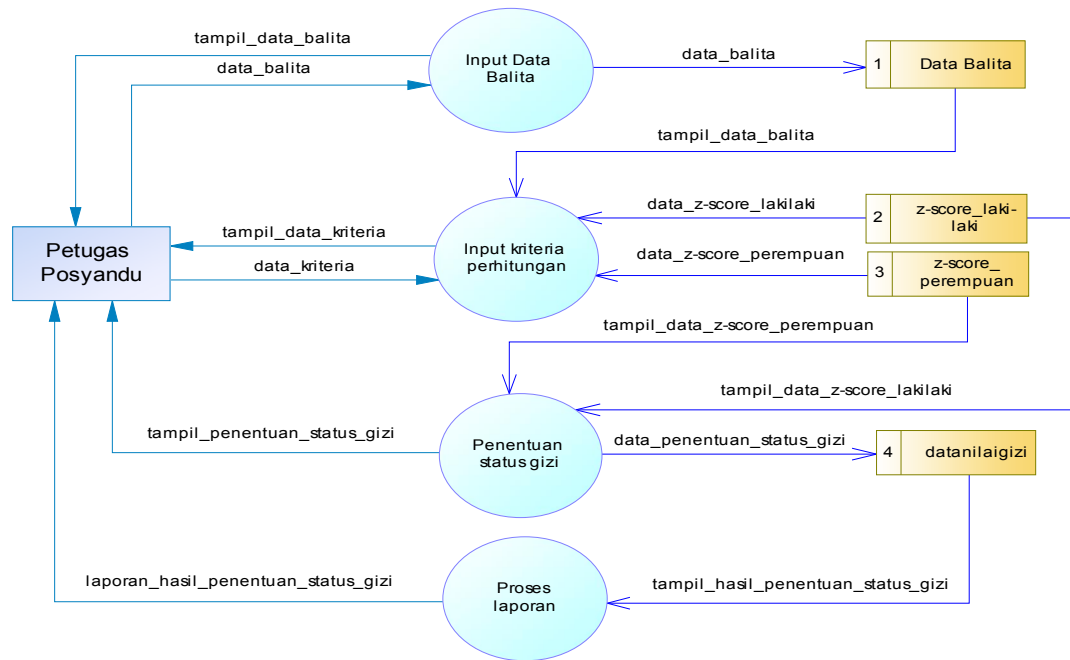 tampil_data_balita
Input Data
Balita
data_balita
1
Data Balita
data_balita
tampil_data_balita
data_z-score_lakilaki
2
z-score_laki-
laki
Petugas
Posyandu
tampil_data_kriteria
Input kriteria
perhitungan
data_z-score_perempuan
3
z-score_
perempuan
data_kriteria
tampil_data_z-score_perempuan
tampil_data_z-score_lakilaki
tampil_penentuan_status_gizi
Penentuan
status gizi
data_penentuan_status_gizi
4
datanilaigizi
laporan_hasil_penentuan_status_gizi
Proses
laporan
tampil_hasil_penentuan_status_gizi